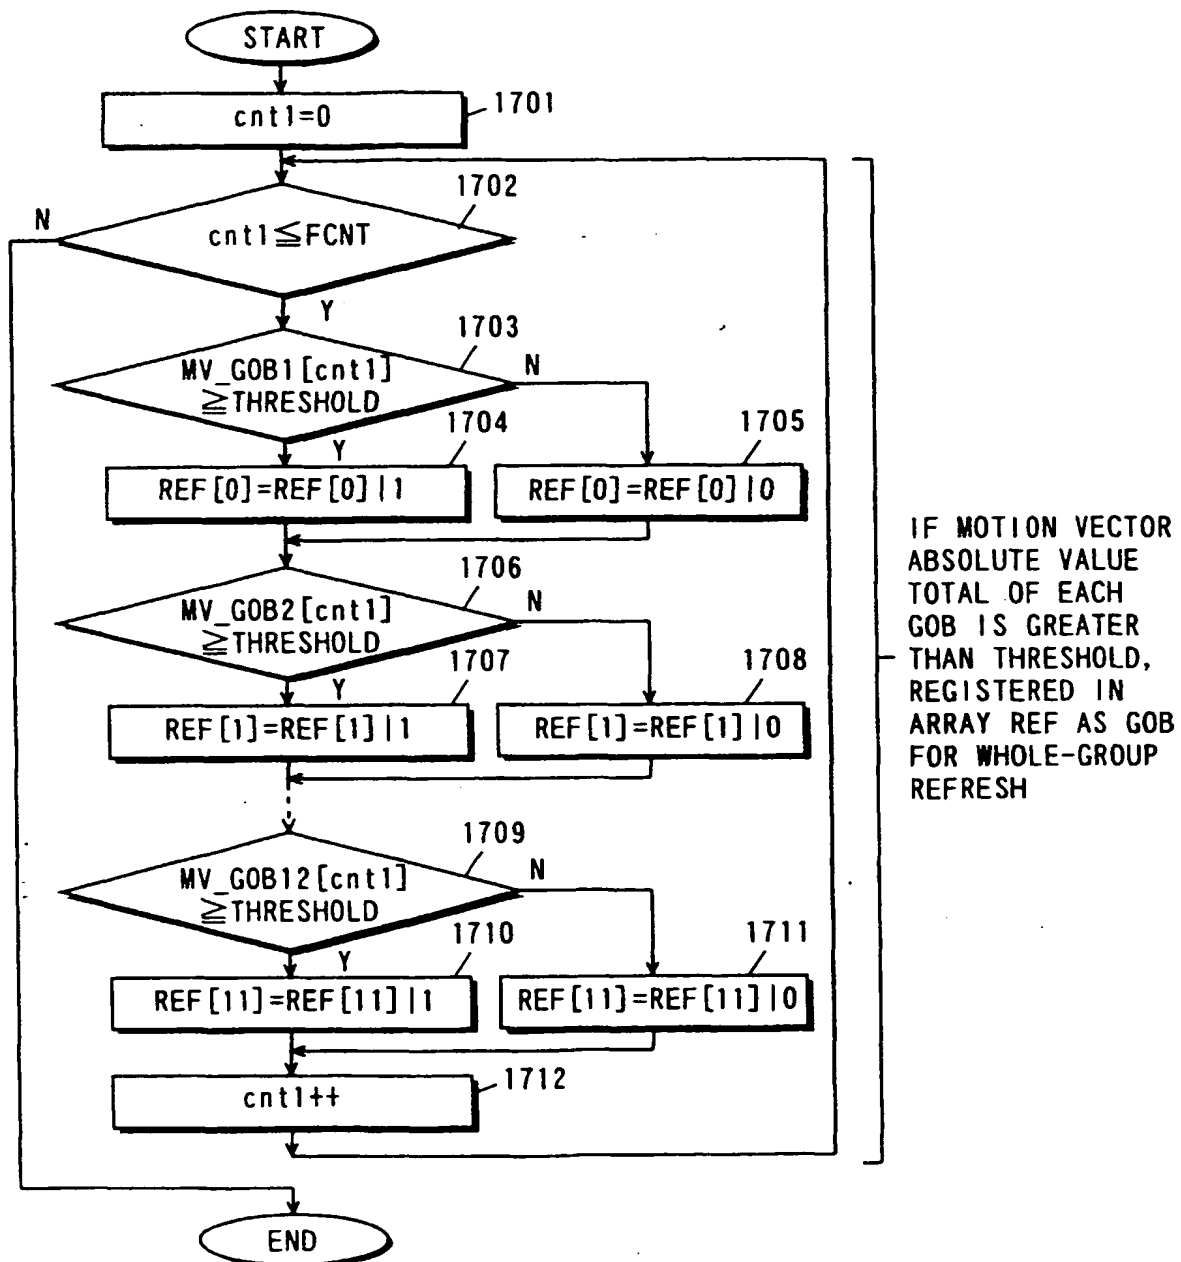 START
cnt1=0
1701
1702
N
cnt1≦FCNT
Y
1703
MV_GOB1[cnt1]
≧THRESHOLD
N
1704
Y
1705
REF[0]=REF[0]|1
REF[0]=REF[0]|0
1706
MV_GOB2[cnt1]
≧THRESHOLD
N
1707
Y
1708
REF[1]=REF[1]|1
REF[1]=REF[1]|0
1709
MV_GOB12[cnt1]
≧THRESHOLD
N
1710
Y
1711
REF[11]=REF[11]|1
REF[11]=REF[11]|0
1712
cnt1++
END
IF MOTION VECTOR
ABSOLUTE VALUE
TOTAL OF EACH
GOB IS GREATER
THAN THRESHOLD,
REGISTERED IN
ARRAY REF AS GOB
FOR WHOLE-GROUP
REFRESH